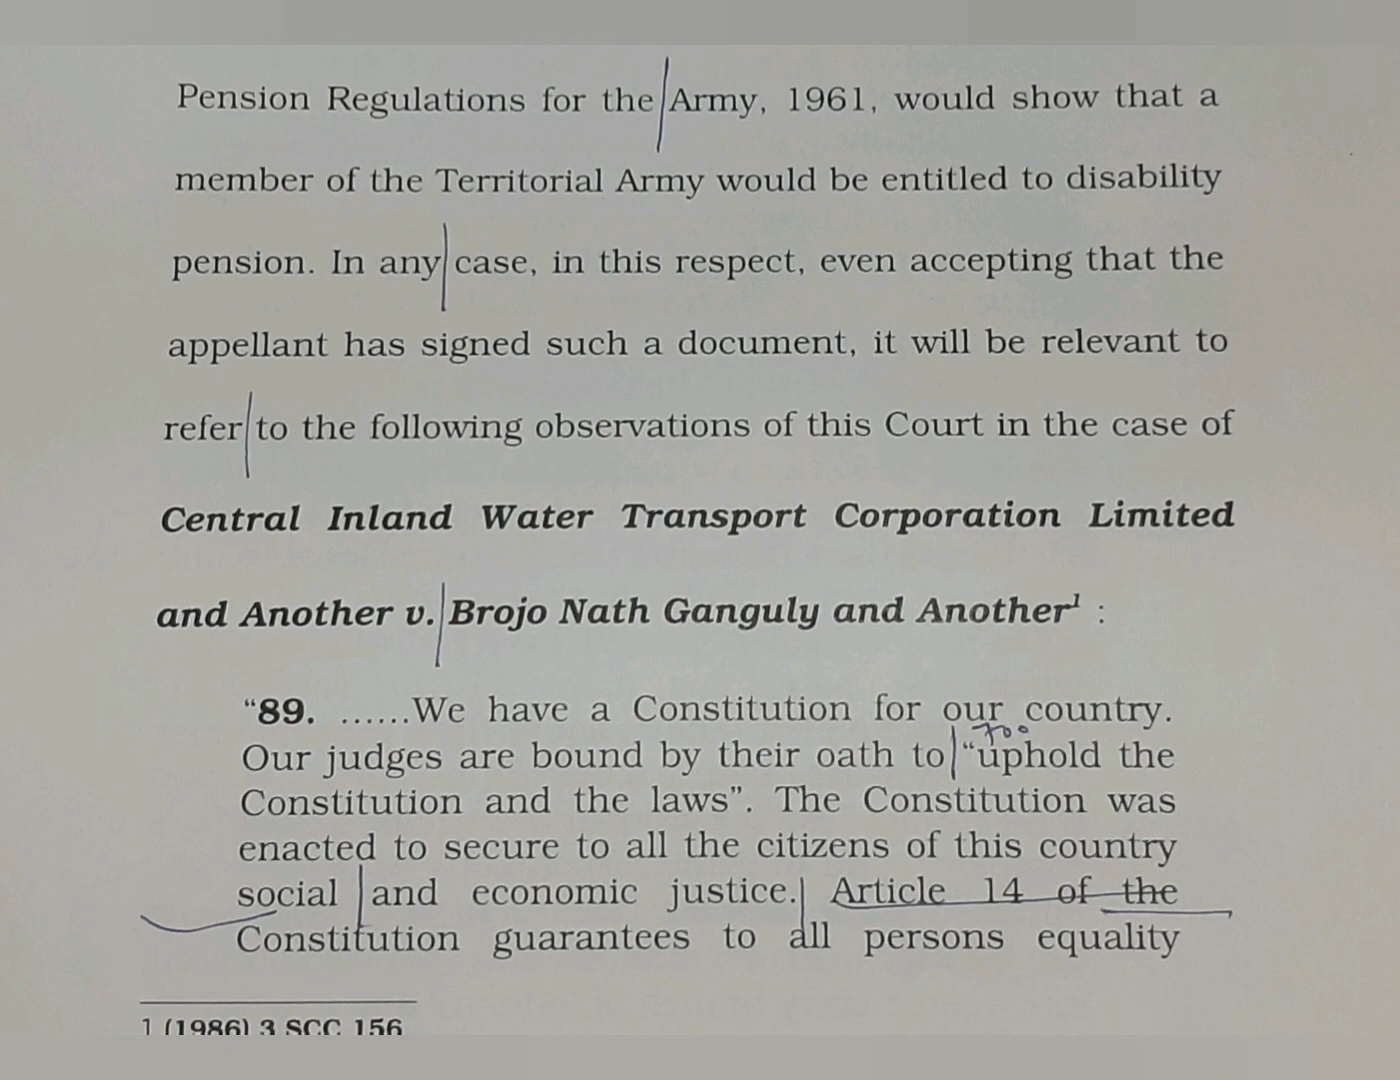 Pension Regulations for the Army, 1961, would show that a
member of the Territorial Army would be entitled to disability
pension. In any case, in this respect, even accepting that the
appellant has signed such a document, it will be relevant to
refer to the following observations of this Court in the case of
Central Inland Water Transport Corporation Limited
and Another v. Brojo Nath Ganguly and Another¹ :
“89. ......We have a Constitution for our country.
700
Our judges are bound by their oath to “uphold the
Constitution and the laws”. The Constitution was
enacted to secure to all the citizens of this country
social and economic justice. Article 14 of the
Constitution guarantees to all persons equality
1 (1986) 3 SCC 156